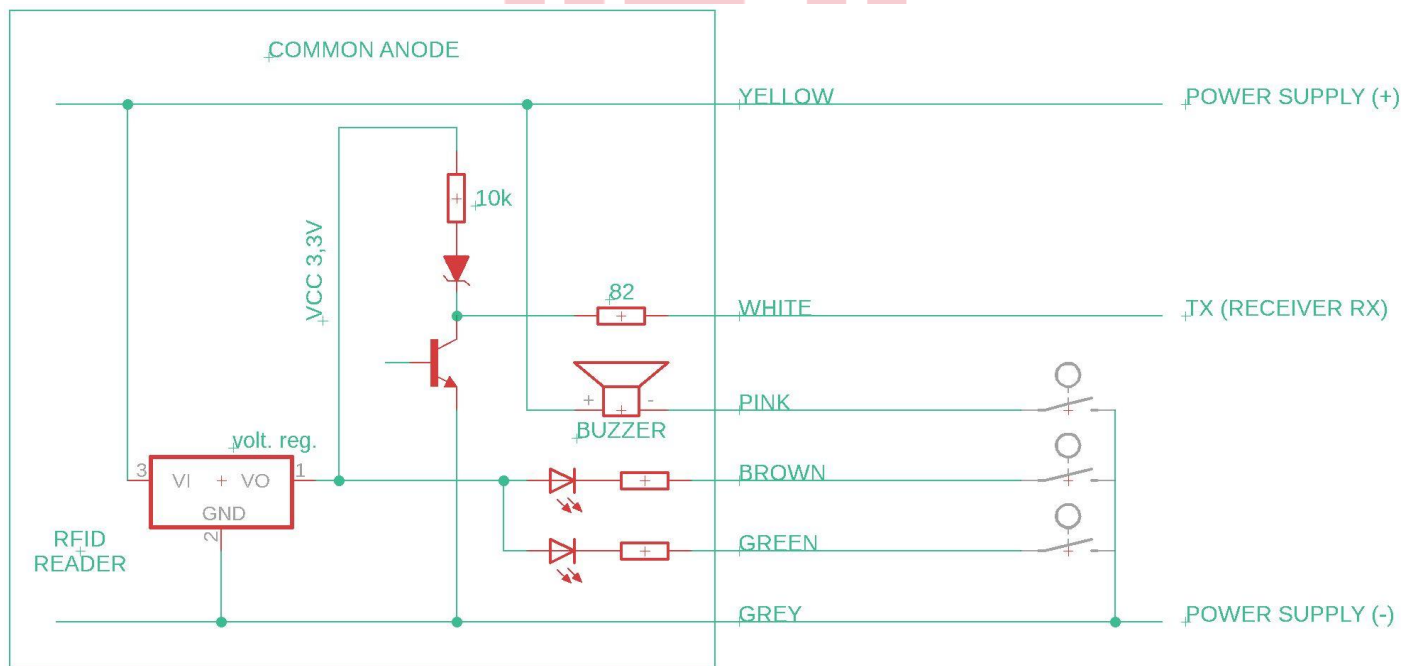 COMMON ANODE
YELLOW
POWER SUPPLY (+)
10k
VCC 3,3V
82
WHITE
TX (RECEIVER RX)
+
-
PINK
BUZZER
volt. reg.
3
VI
VO
1
BROWN
GND
2
RFID
READER
GREEN
GREY
POWER SUPPLY (-)